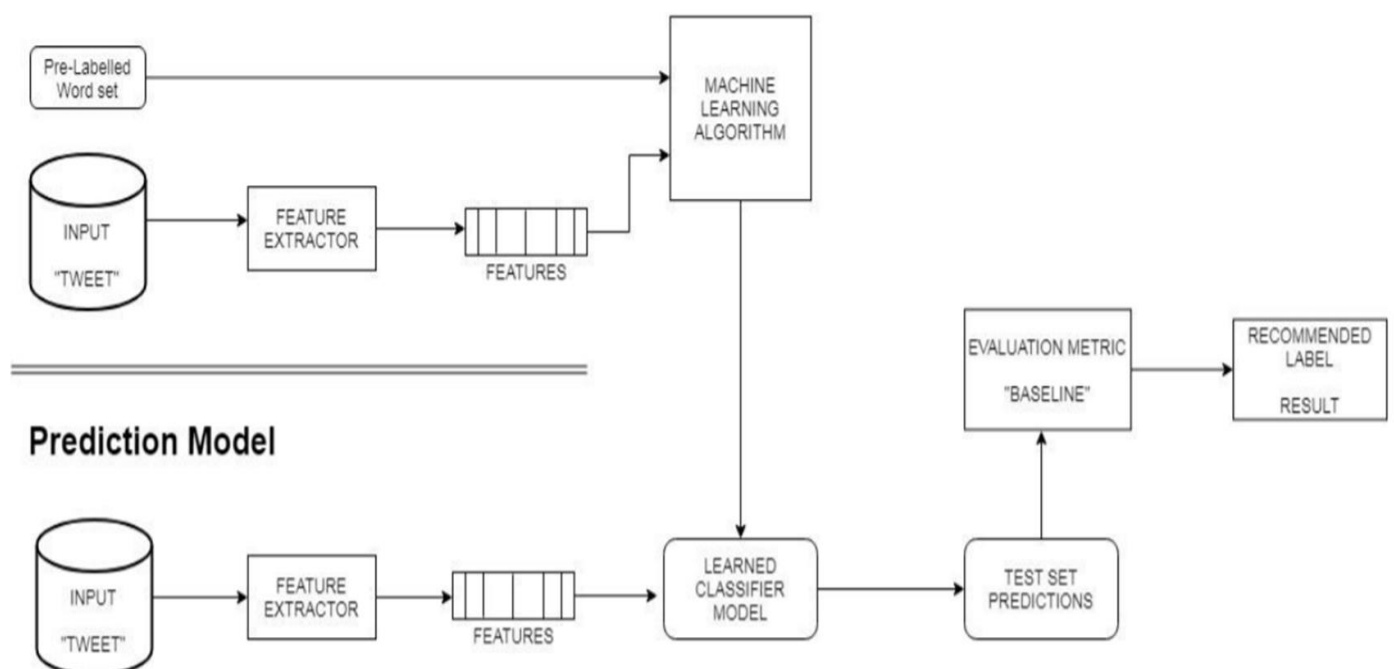 Pre-Labelled
Word set
MACHINE
LEARNING
ALGORITHM
INPUT
"TWEET"
FEATURE
EXTRACTOR
FEATURES
EVALUATION METRIC
"BASELINE"
RECOMMENDED
LABEL
RESULT
Prediction Model
INPUT
"TWEET"
FEATURE
EXTRACTOR
FEATURES
LEARNED
CLASSIFIER
MODEL
TEST SET
PREDICTIONS